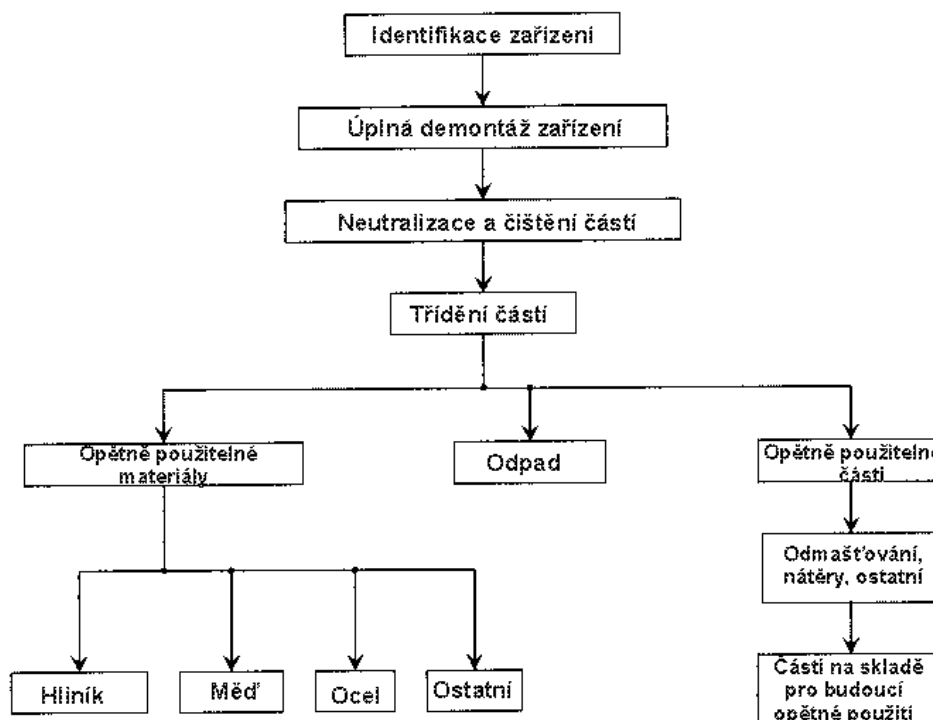 Identifikace zařízení
Úplná demontáž zařízení
Neutralizace a čištění částí
Třídění částí
Opětně použitelné
materiály
Odpad
Opětně použitelné
části
Odmašťování,
nátěry, ostatní
Hliník
Měď
Ocel
Ostatní
Části na skladě
pro budoucí
opětné použití